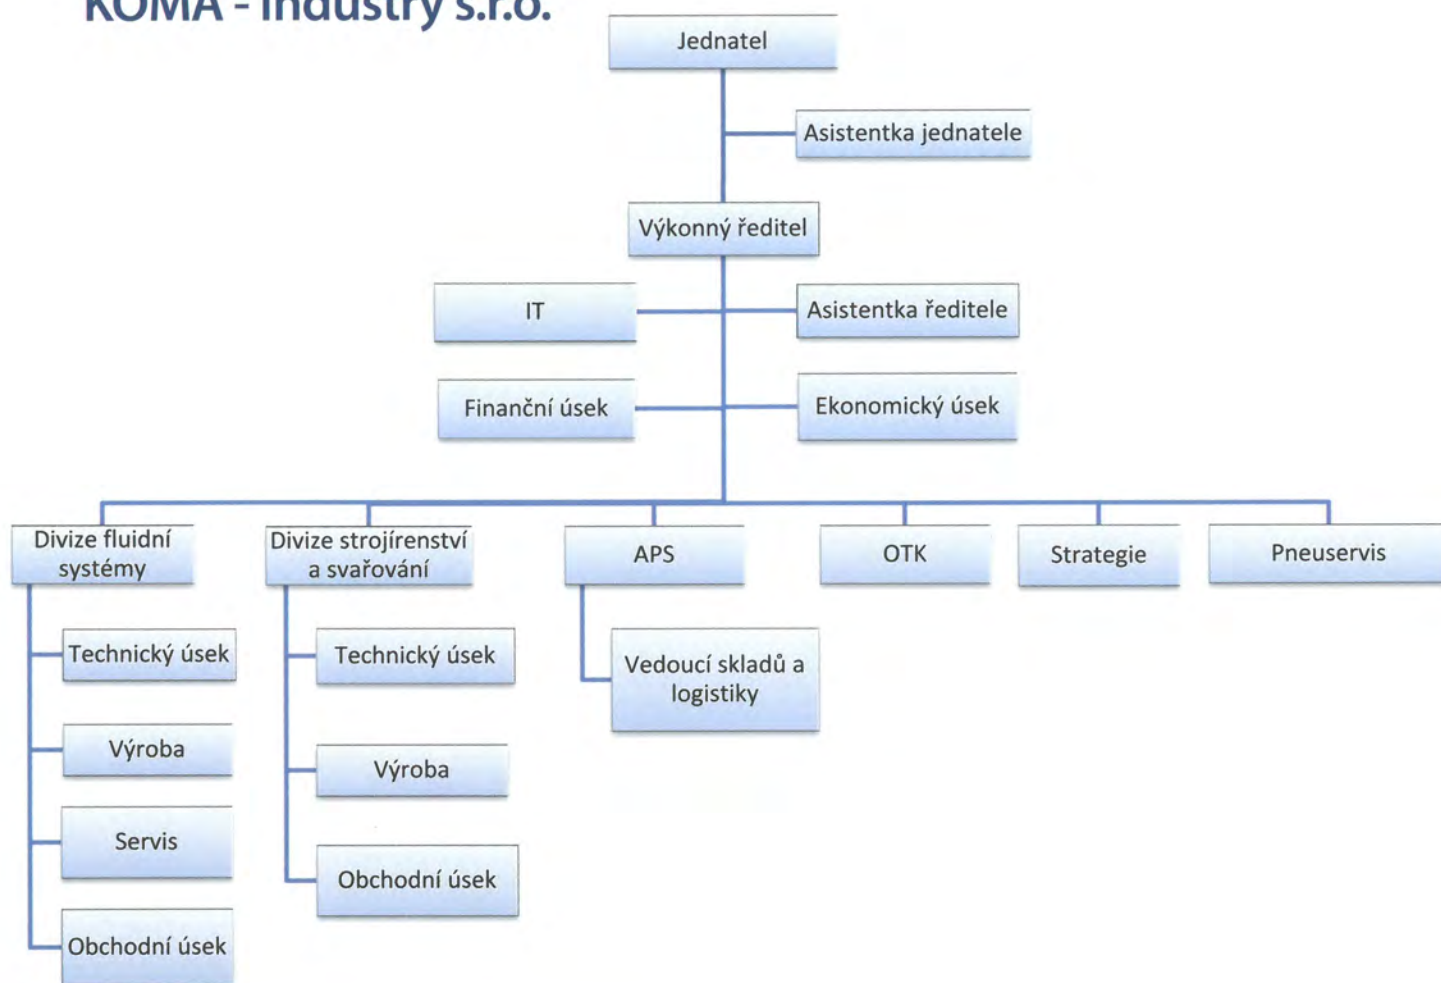 KOMA - Industry s.r.o.
Jednatel
Asistentka jednatele
Výkonný ředitel
IT
Asistentka ředitele
Finanční úsek
Ekonomický úsek
Divize fluidní
systémy
Divize strojírenství
a svařování
APS
OTK
Strategie
Pneuservis
Technický úsek
Výroba
Servis
Obchodní úsek
Technický úsek
Výroba
Obchodní úsek
Vedoucí skladů a
logistiky